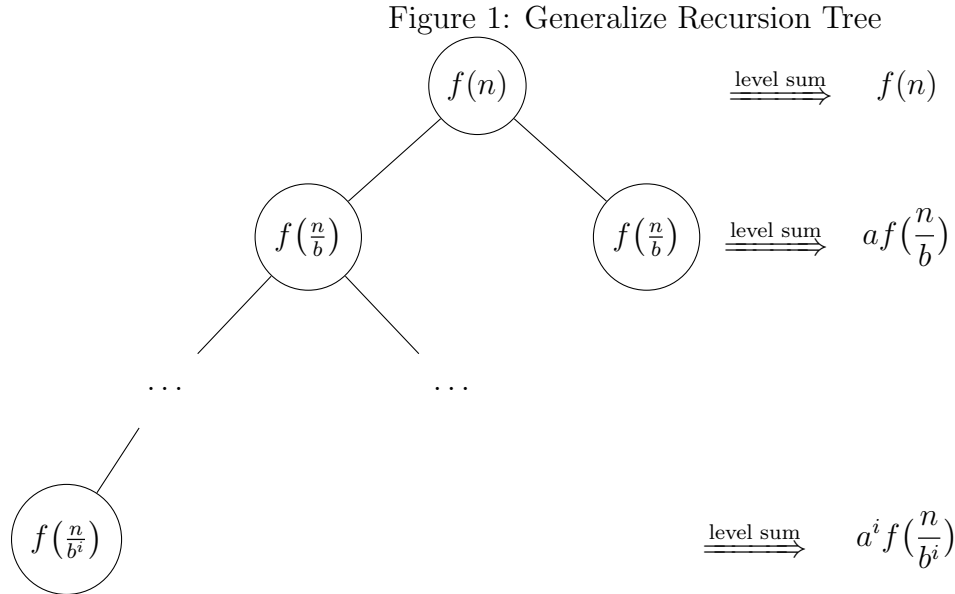 Figure 1: Generalize Recursion Tree
f(n) level sum ⟹ f(n)
f(n/b) f(n/b) level sum ⟹ af(n/b)
... ...
f(n/b^i) level sum ⟹ a^i f(n/b^i)